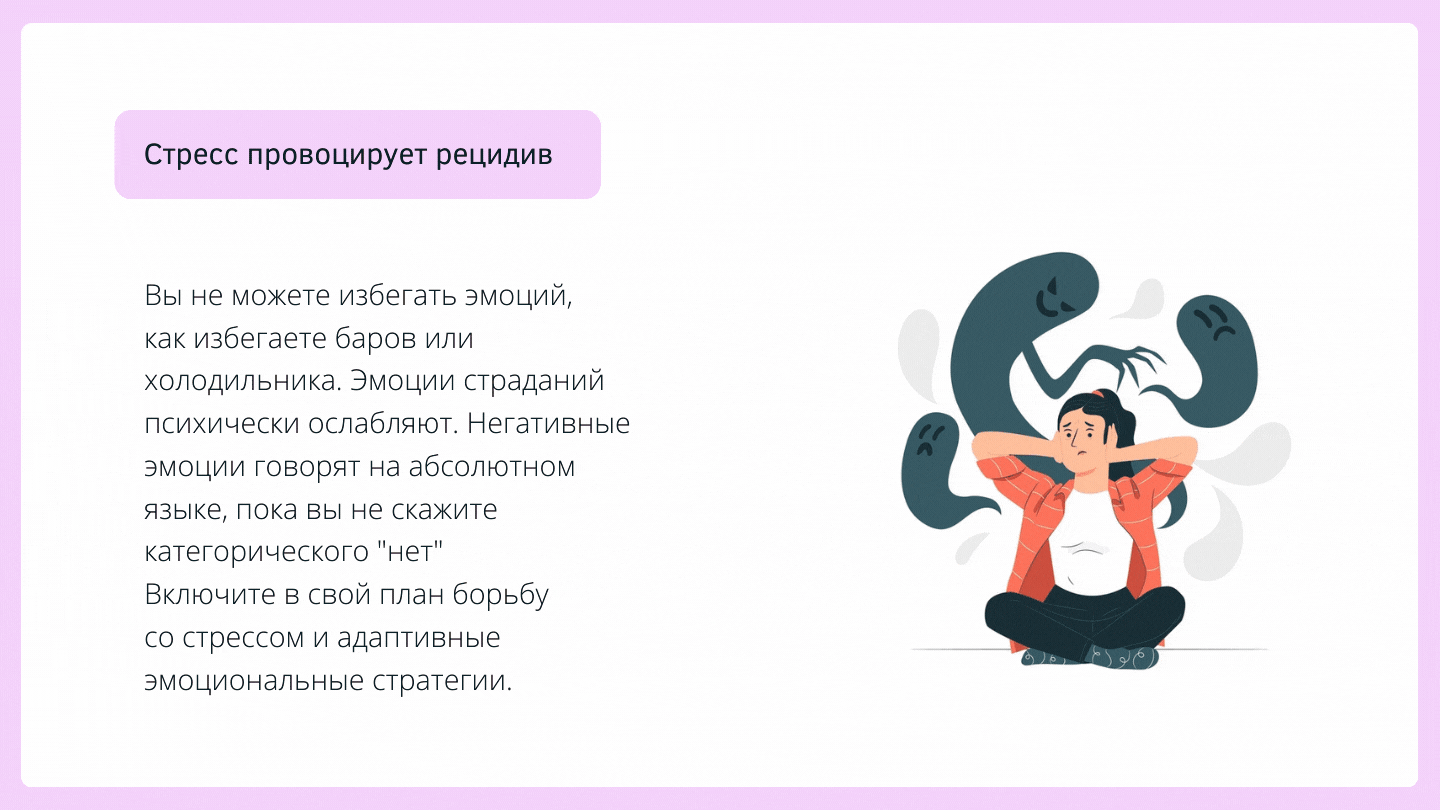 Стресс провоцирует рецидив
Вы не можете избегать эмоций,
как избегаете баров или
холодильника. Эмоции страданий
психически ослабляют. Негативные
эмоции говорят на абсолютном
языке, пока вы не скажите
категорического "нет"
Включите в свой план борьбу
со стрессом и адаптивные
эмоциональные стратегии.